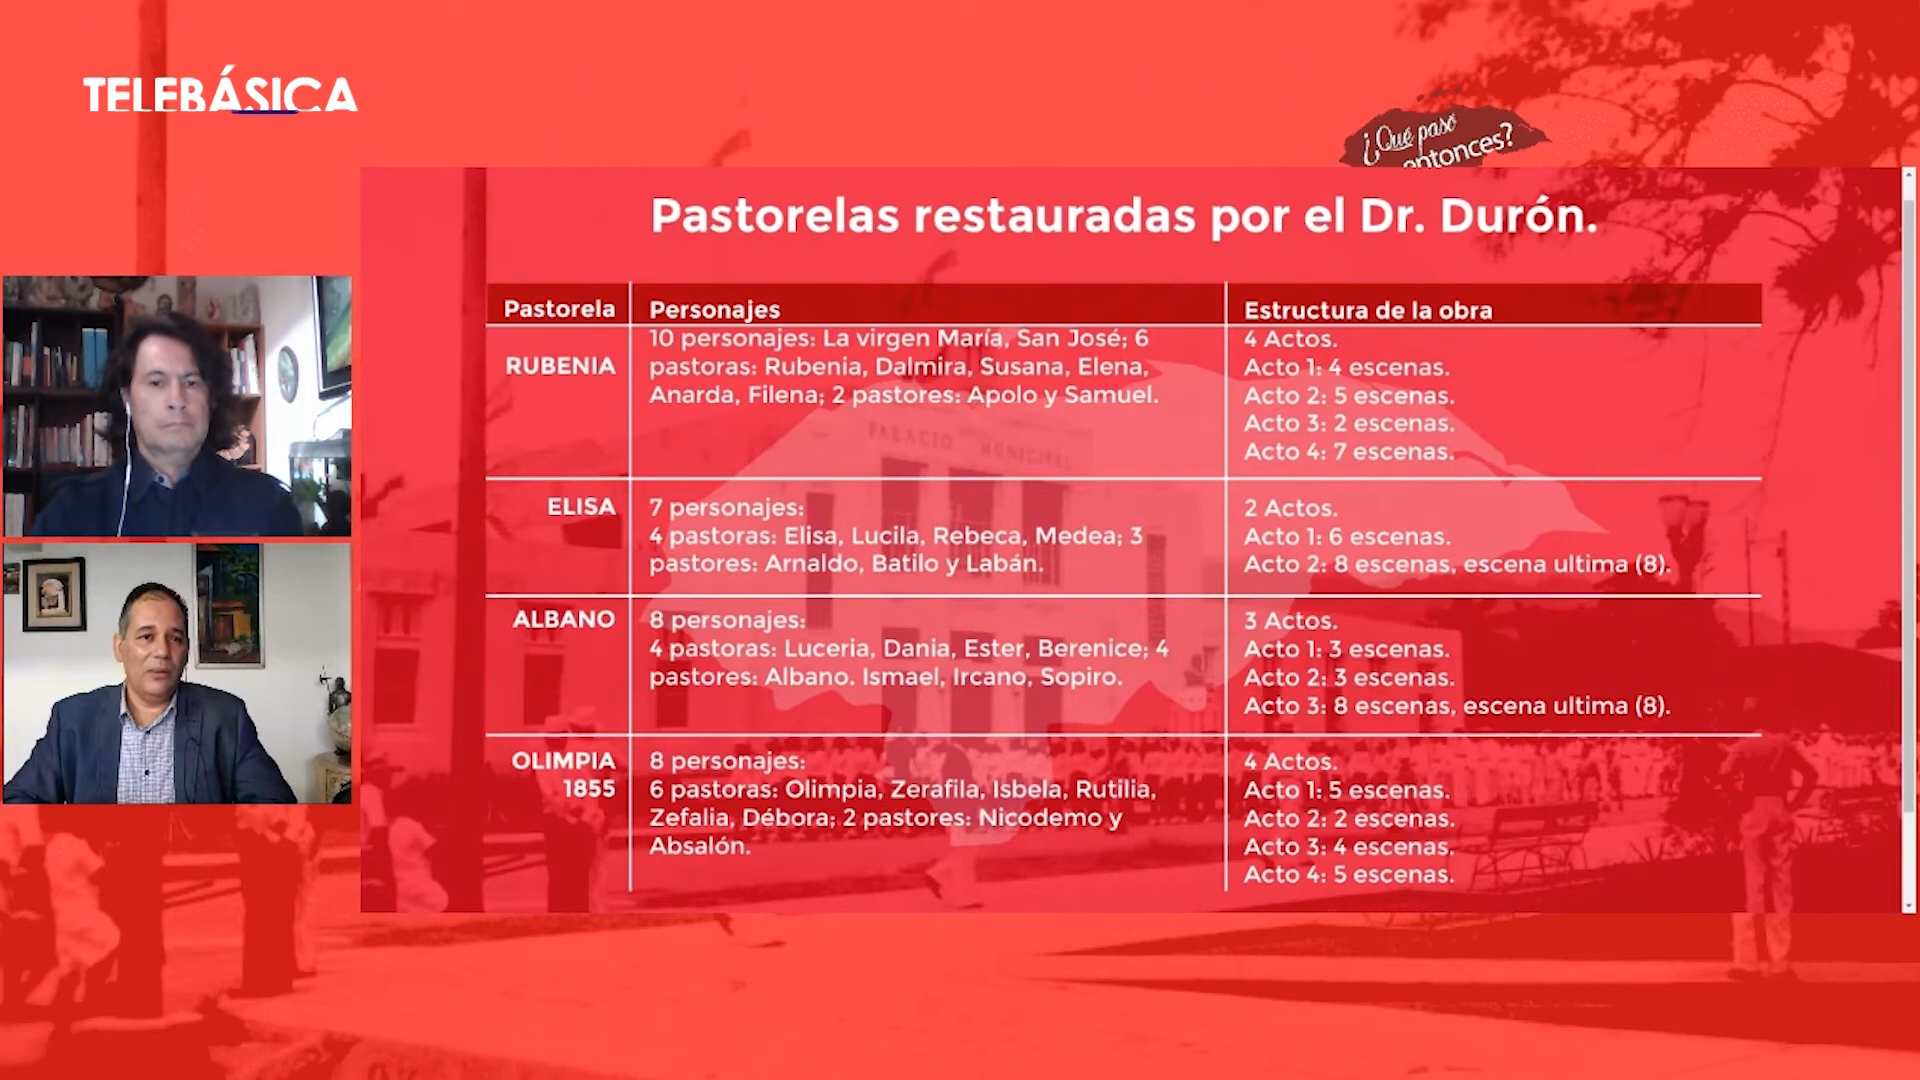 TELEBÁSICA
¿Qué pasó
entonces?
Pastorelas restauradas por el Dr. Durón.
Pastorela
Personajes
Estructura de la obra
RUBENIA
10 personajes: La virgen María, San José; 6
pastoras: Rubenia, Dalmira, Susana, Elena,
Anarda, Filena; 2 pastores: Apolo y Samuel.
4 Actos.
Acto 1: 4 escenas.
Acto 2: 5 escenas.
Acto 3: 2 escenas.
Acto 4: 7 escenas.
ELISA
7 personajes:
4 pastoras: Elisa, Lucila, Rebeca, Medea; 3
pastores: Arnaldo, Batilo y Labán.
2 Actos.
Acto 1: 6 escenas.
Acto 2: 8 escenas, escena ultima (8).
ALBANO
8 personajes:
4 pastoras: Luceria, Dania, Ester, Berenice; 4
pastores: Albano. Ismael, Ircano, Sopiro.
3 Actos.
Acto 1: 3 escenas.
Acto 2: 3 escenas.
Acto 3: 8 escenas, escena ultima (8).
OLIMPIA
1855
8 personajes:
6 pastoras: Olimpia, Zerafila, Isbela, Rutilia,
Zefalia, Débora; 2 pastores: Nicodemo y
Absalón.
4 Actos.
Acto 1: 5 escenas.
Acto 2: 2 escenas.
Acto 3: 4 escenas.
Acto 4: 5 escenas.
PALACIO MUNICIPAL